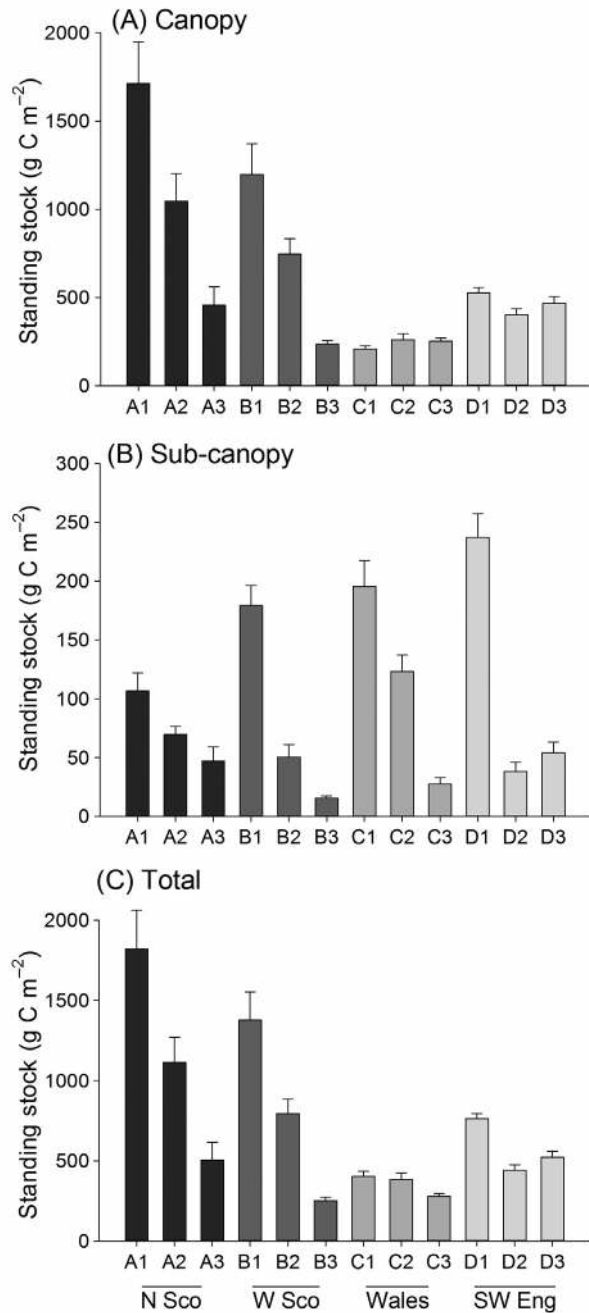 (A) Canopy
Standing stock (g C m⁻²)
2000
1500
1000
500
0
A1 A2 A3 B1 B2 B3 C1 C2 C3 D1 D2 D3
(B) Sub-canopy
Standing stock (g C m⁻²)
300
250
200
150
100
50
0
A1 A2 A3 B1 B2 B3 C1 C2 C3 D1 D2 D3
(C) Total
Standing stock (g C m⁻²)
2000
1500
1000
500
0
A1 A2 A3 B1 B2 B3 C1 C2 C3 D1 D2 D3
N Sco W Sco Wales SW Eng